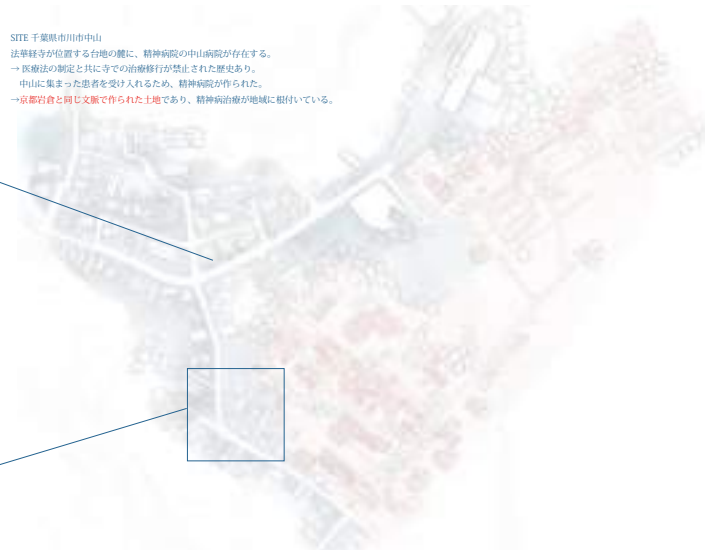 SITE 千葉県市川市中山
法華経寺が位置する台地の麓に、精神病院の中山病院が存在する。
→ 医療法の制定と共に寺での治療修行が禁止された歴史あり。
中山に集まった患者を受け入れるため、精神病院が作られた。
→京都岩倉と同じ文脈で作られた土地であり、精神病治療が地域に根付いている。